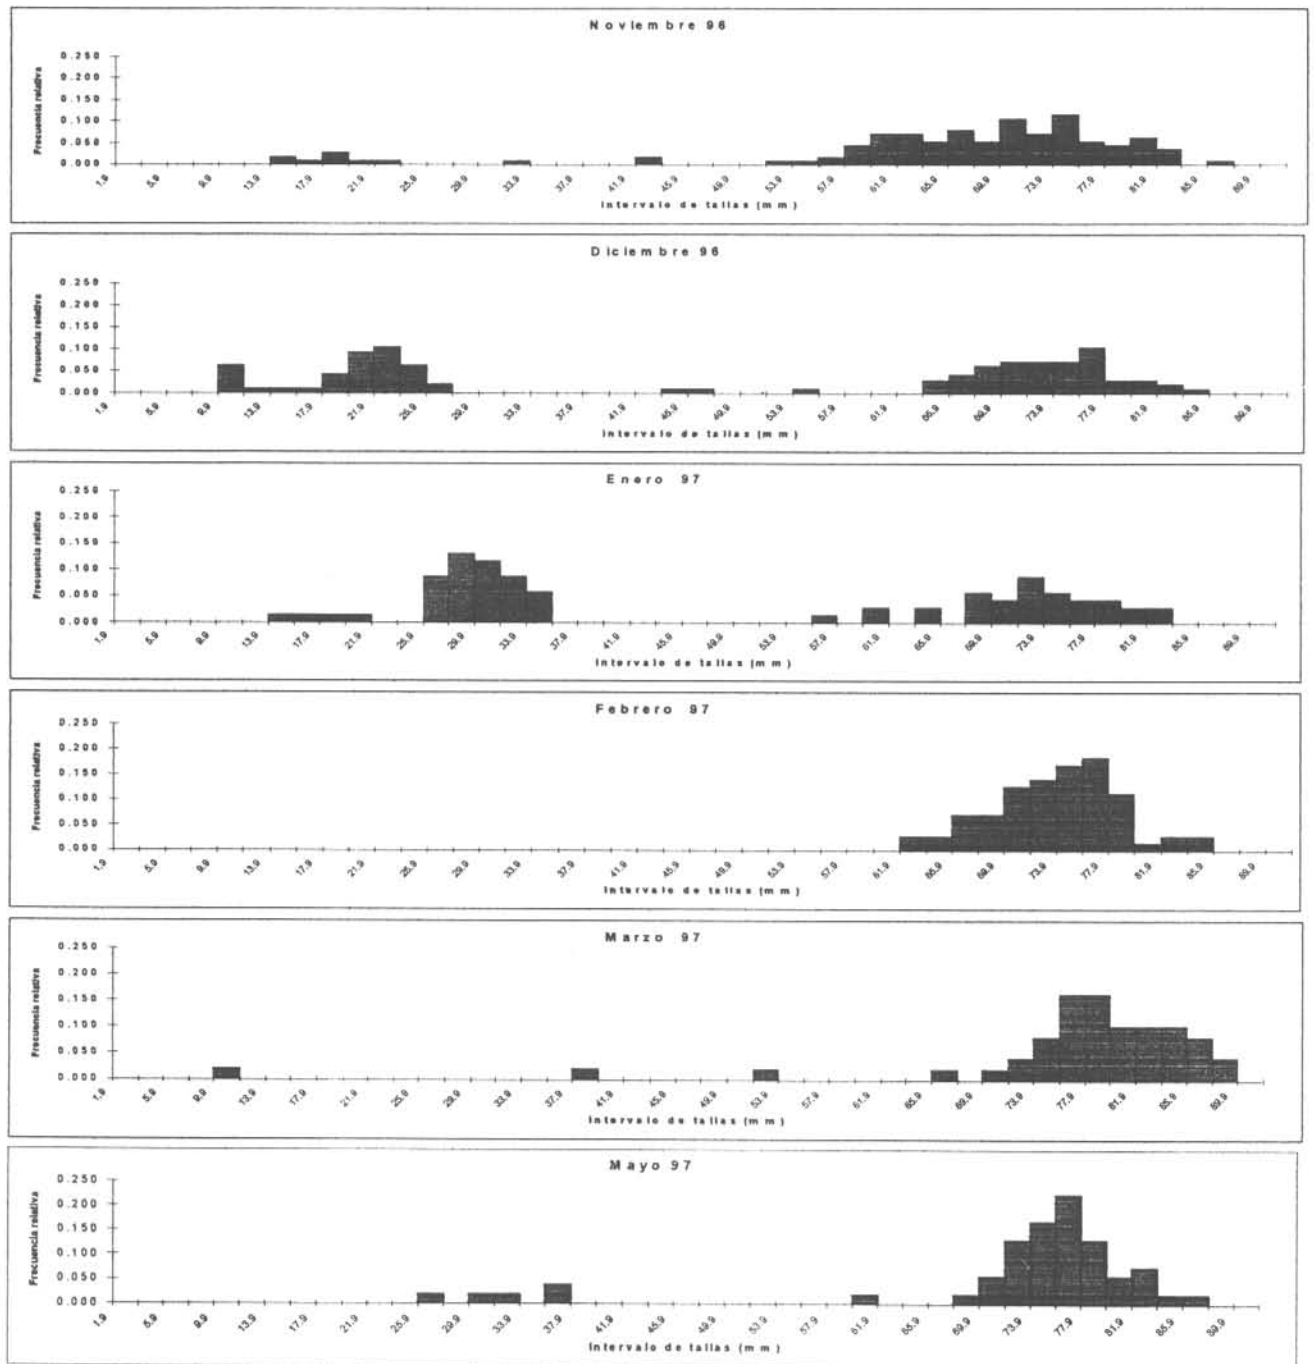 Noviembre 96
Frecuencia relativa
0.250
0.200
0.150
0.100
0.050
0.000
1.9 5.9 9.9 13.9 17.9 21.9 25.9 29.9 33.9 37.9 41.9 45.9 49.9 53.9 57.9 61.9 65.9 69.9 73.9 77.9 81.9 85.9 89.9
Intervalo de tallas (mm)
Diciembre 96
Frecuencia relativa
0.250
0.200
0.150
0.100
0.050
0.000
1.9 5.9 9.9 13.9 17.9 21.9 25.9 29.9 33.9 37.9 41.9 45.9 49.9 53.9 57.9 61.9 65.9 69.9 73.9 77.9 81.9 85.9 89.9
Intervalo de tallas (mm)
Enero 97
Frecuencia relativa
0.250
0.200
0.150
0.100
0.050
0.000
1.9 5.9 9.9 13.9 17.9 21.9 25.9 29.9 33.9 37.9 41.9 45.9 49.9 53.9 57.9 61.9 65.9 69.9 73.9 77.9 81.9 85.9 89.9
Intervalo de tallas (mm)
Febrero 97
Frecuencia relativa
0.250
0.200
0.150
0.100
0.050
0.000
1.9 5.9 9.9 13.9 17.9 21.9 25.9 29.9 33.9 37.9 41.9 45.9 49.9 53.9 57.9 61.9 65.9 69.9 73.9 77.9 81.9 85.9 89.9
Intervalo de tallas (mm)
Marzo 97
Frecuencia relativa
0.250
0.200
0.150
0.100
0.050
0.000
1.9 5.9 9.9 13.9 17.9 21.9 25.9 29.9 33.9 37.9 41.9 45.9 49.9 53.9 57.9 61.9 65.9 69.9 73.9 77.9 81.9 85.9 89.9
Intervalo de tallas (mm)
Mayo 97
Frecuencia relativa
0.250
0.200
0.150
0.100
0.050
0.000
1.9 5.9 9.9 13.9 17.9 21.9 25.9 29.9 33.9 37.9 41.9 45.9 49.9 53.9 57.9 61.9 65.9 69.9 73.9 77.9 81.9 85.9 89.9
Intervalo de tallas (mm)